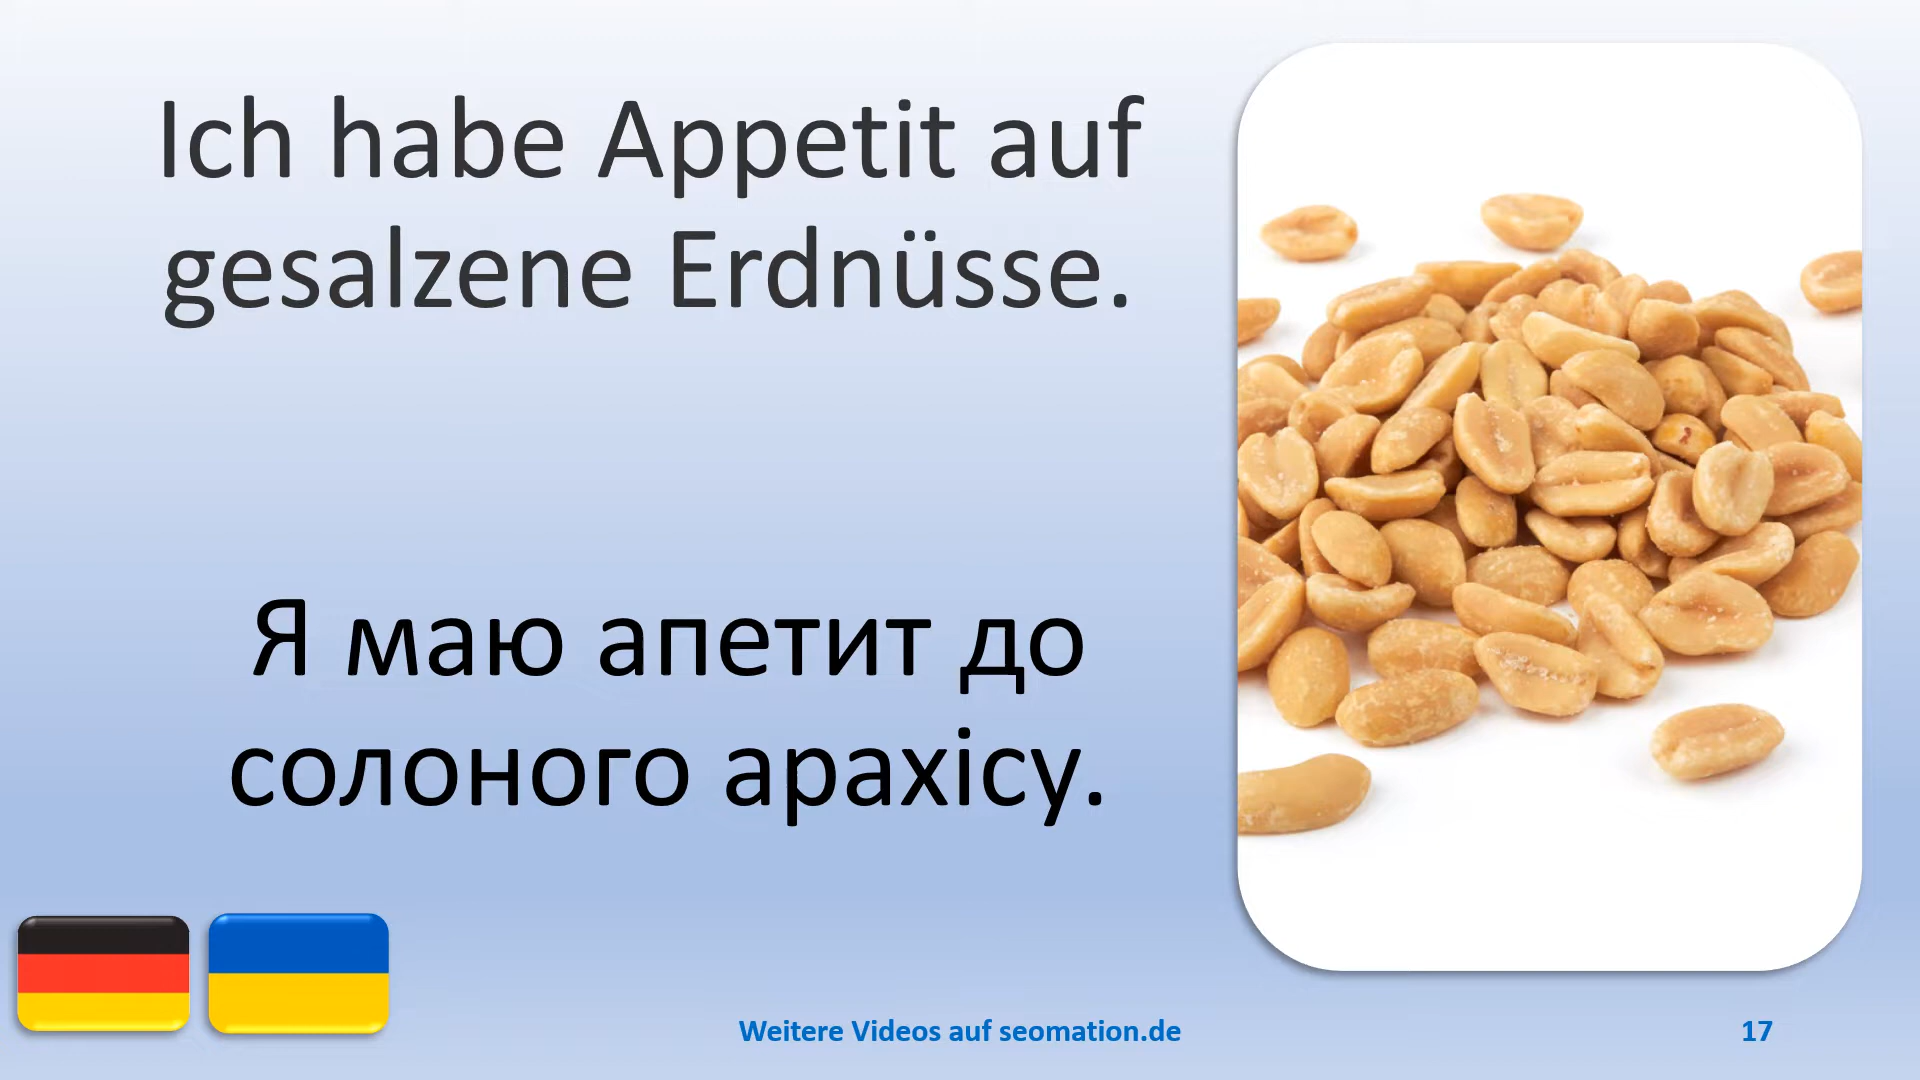 Ich habe Appetit auf
gesalzene Erdnüsse.
Я маю апетит до
солоного арахісу.
Weitere Videos auf seomation.de
17